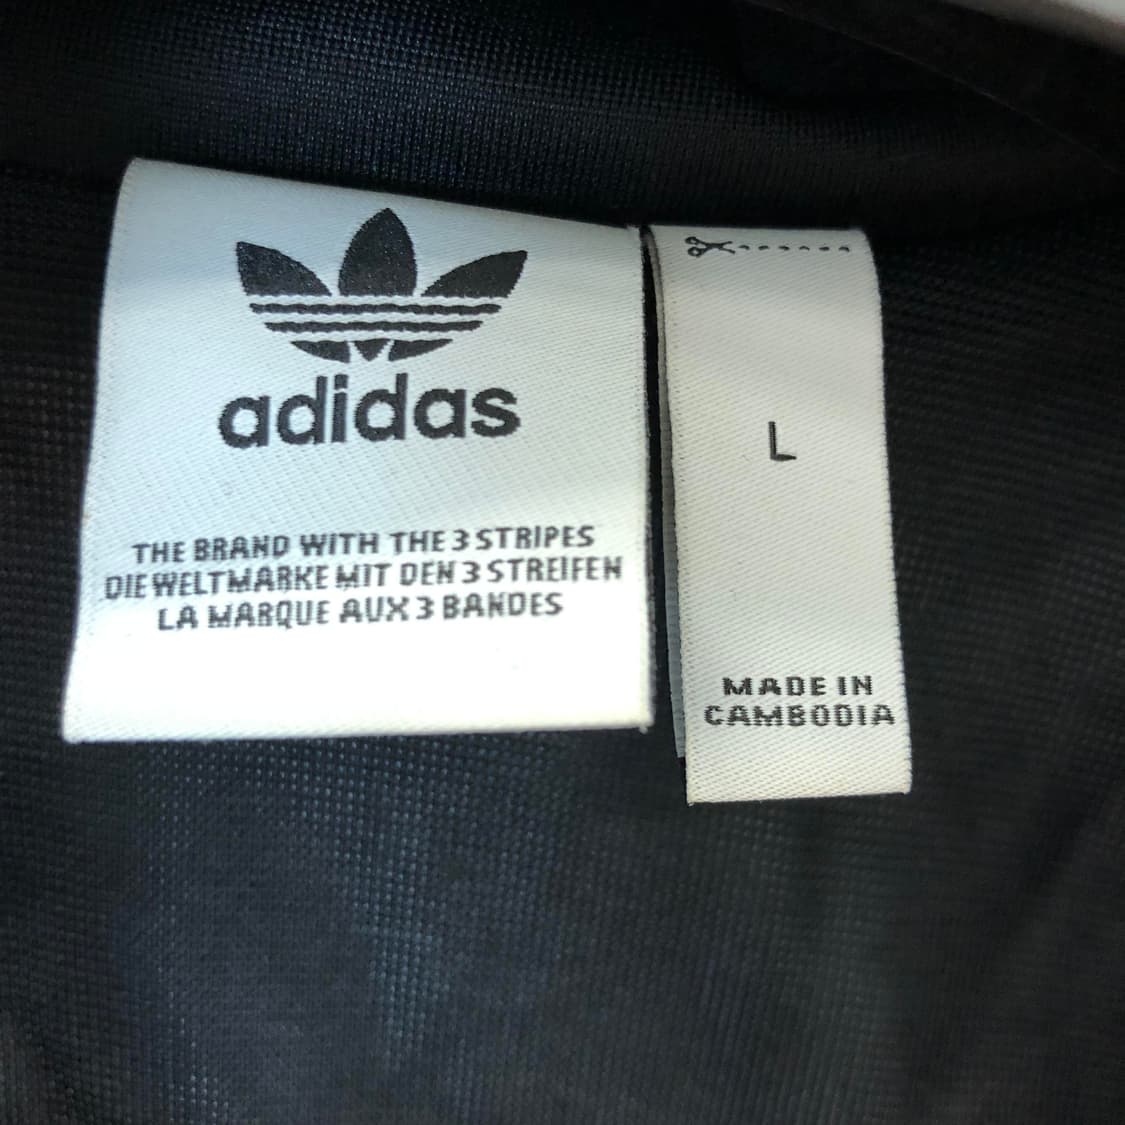 adidas
THE BRAND WITH THE 3 STRIPES
DIE WELTMARKE MIT DEN 3 STREIFEN
LA MARQUE AUX 3 BANDES
L
MADE IN
CAMBODIA